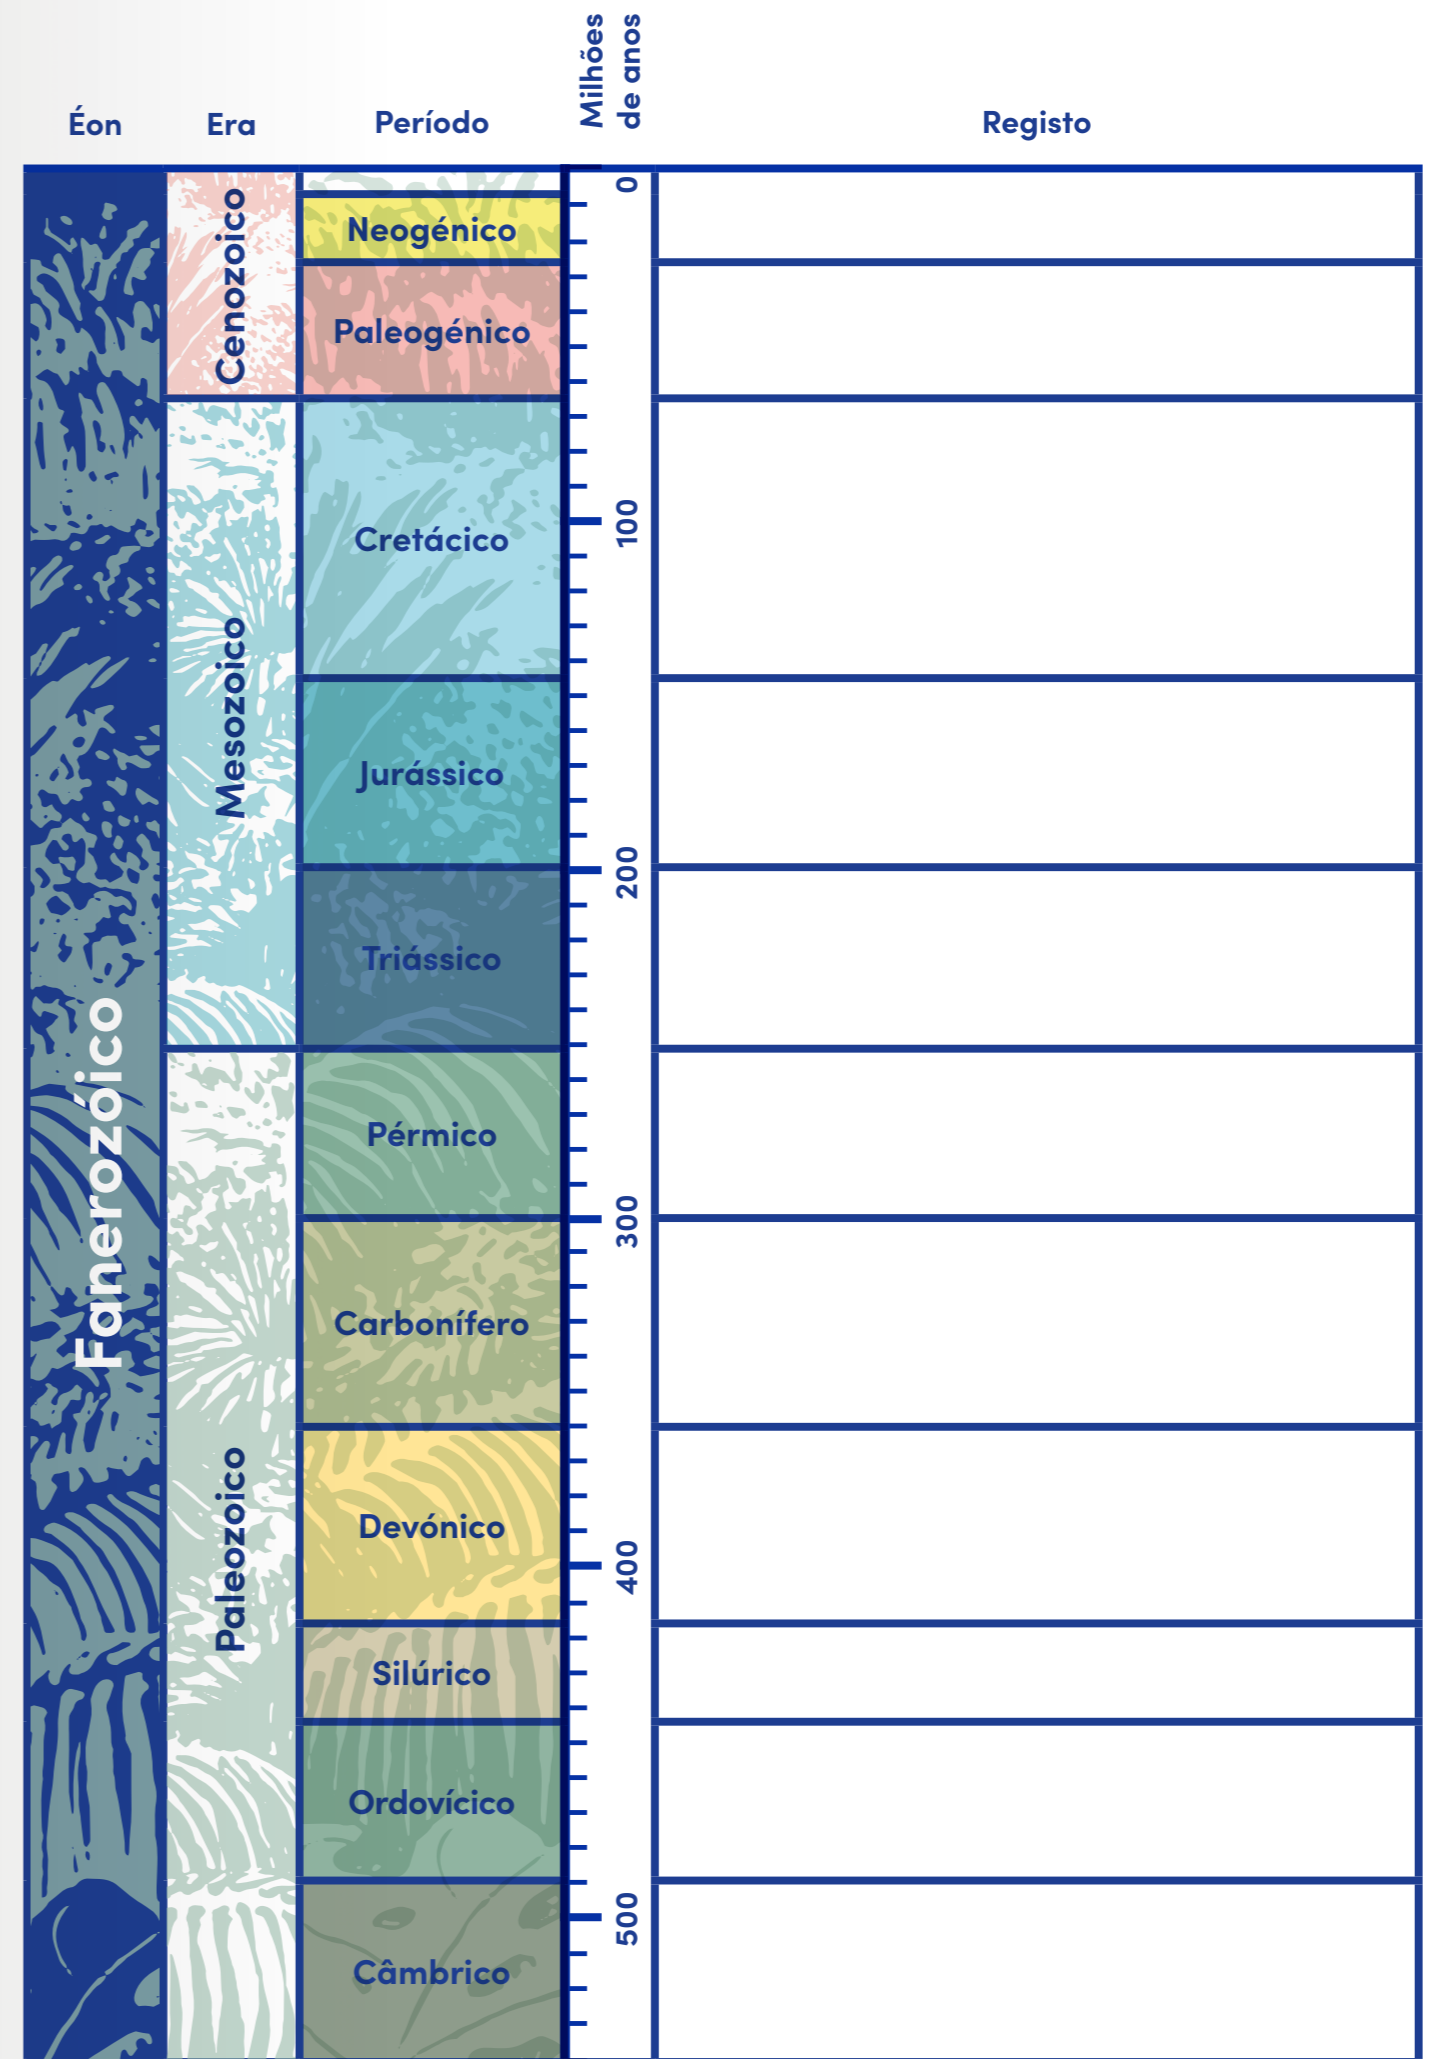 Éon
Era
Período
Milhões
de anos
Registo
Fanerozóico
Cenozoico
Mesozoico
Paleozoico
Neogénico
Paleogénico
Cretácico
Jurássico
Triássico
Pérmico
Carbonífero
Devónico
Silúrico
Ordovícico
Câmbrico
0
100
200
300
400
500